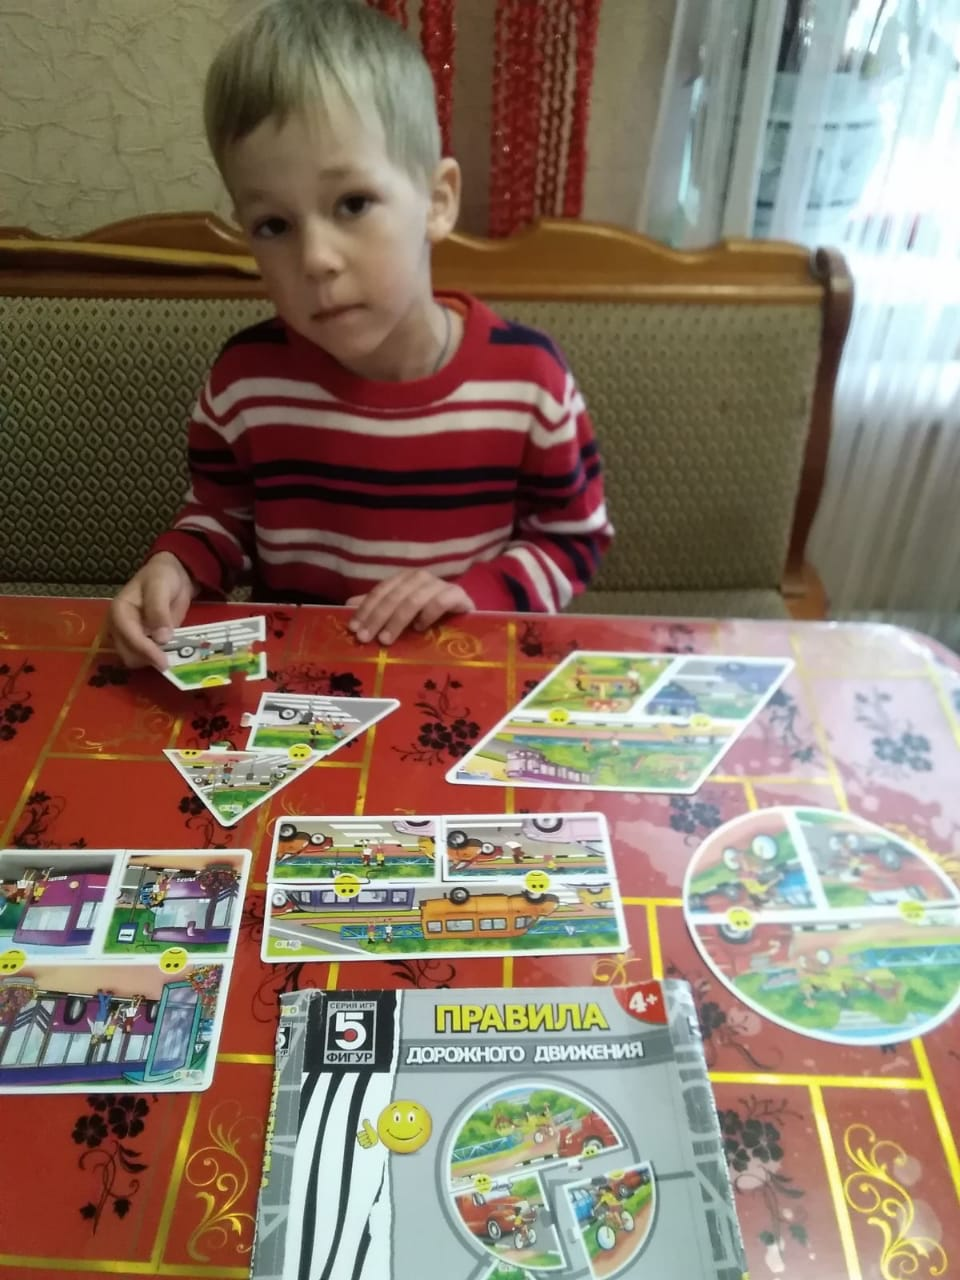 СЕРИЯ ИГР
5
ФИГУР
ПРАВИЛА
ДОРОЖНОГО ДВИЖЕНИЯ
4+